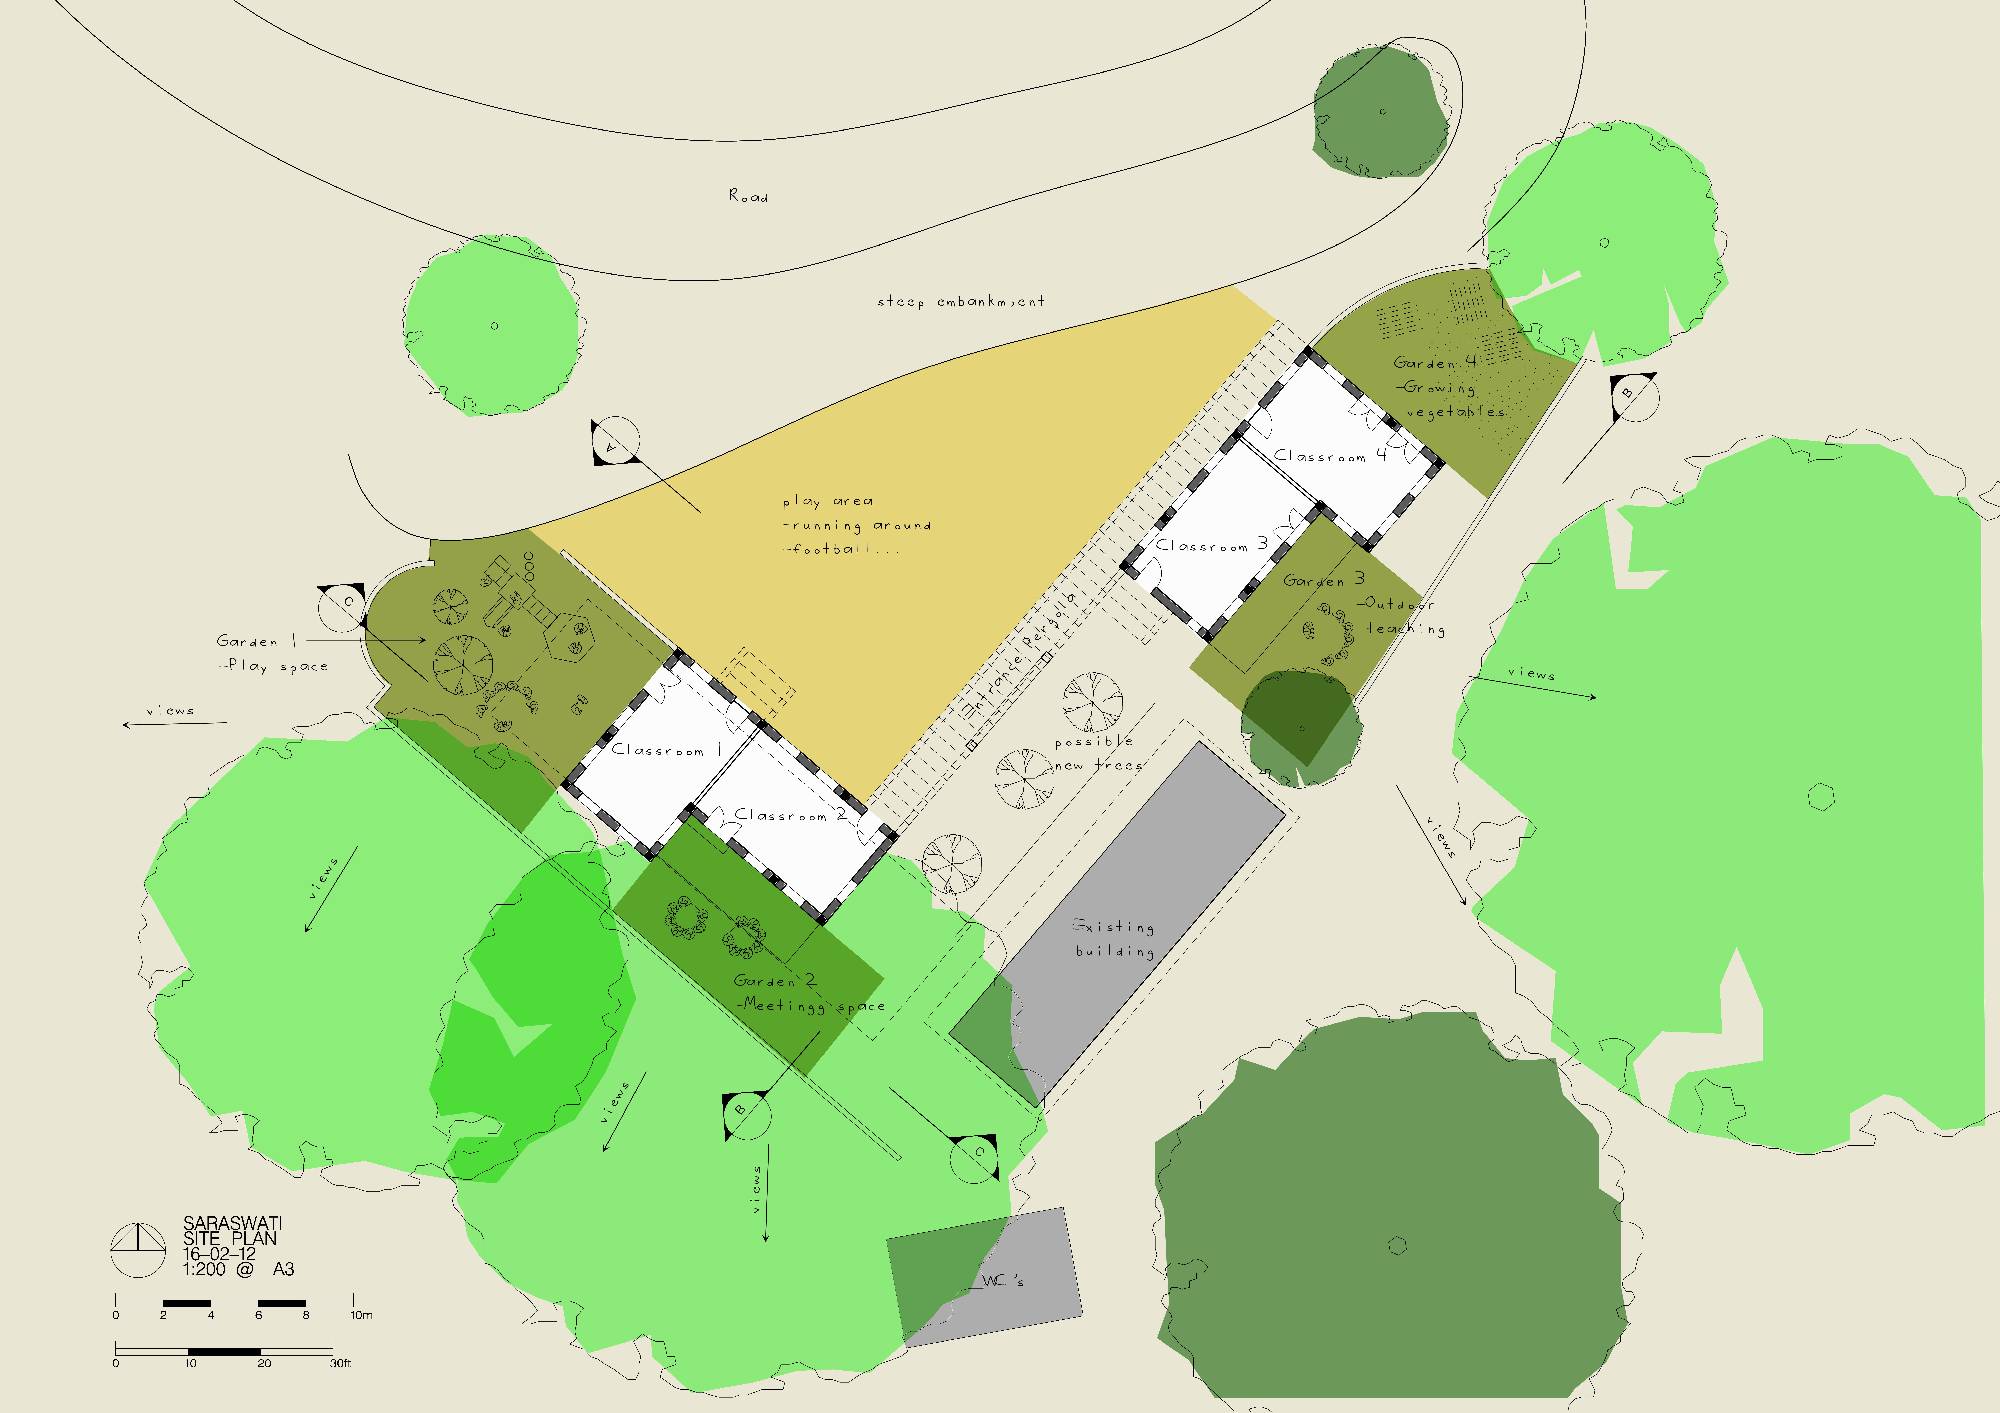 Road
steep embankment
Garden 4
-Growing
vegetables
B
A
Classroom 4
play area
-running around
-football...
Classroom 3
Garden 3
-Outdoor
teaching
C
Garden 1
-Play space
Entrance Pergola
views
views
possible
new trees
Classroom 1
Classroom 2
views
views
Existing
building
Garden 2
-Meetingg space
views
B
C
views
SARASWATI
SITE PLAN
16-02-12
1:200 @ A3
WC's
0 2 4 6 8 10m
0 10 20 30ft